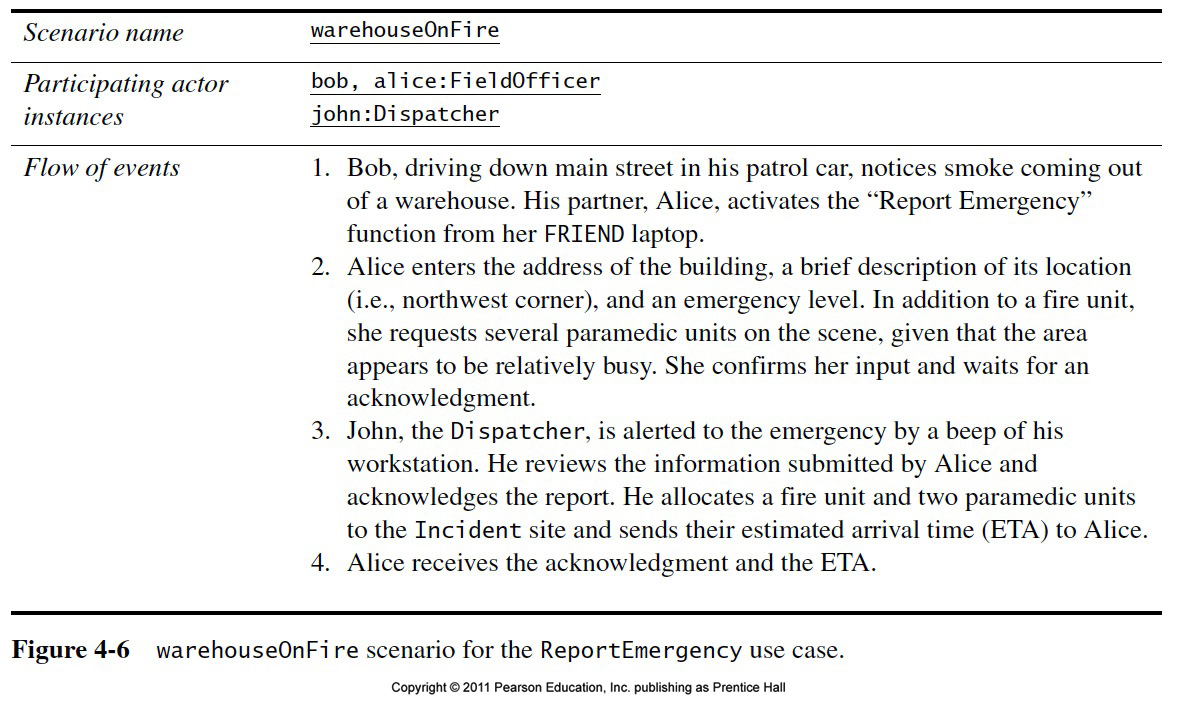 Scenario name warehouseOnFire
Participating actor bob, alice:FieldOfficer
instances john:Dispatcher
Flow of events 1. Bob, driving down main street in his patrol car, notices smoke coming out
of a warehouse. His partner, Alice, activates the “Report Emergency”
function from her FRIEND laptop.
2. Alice enters the address of the building, a brief description of its location
(i.e., northwest corner), and an emergency level. In addition to a fire unit,
she requests several paramedic units on the scene, given that the area
appears to be relatively busy. She confirms her input and waits for an
acknowledgment.
3. John, the Dispatcher, is alerted to the emergency by a beep of his
workstation. He reviews the information submitted by Alice and
acknowledges the report. He allocates a fire unit and two paramedic units
to the Incident site and sends their estimated arrival time (ETA) to Alice.
4. Alice receives the acknowledgment and the ETA.
Figure 4-6 warehouseOnFire scenario for the ReportEmergency use case.
Copyright © 2011 Pearson Education, Inc. publishing as Prentice Hall